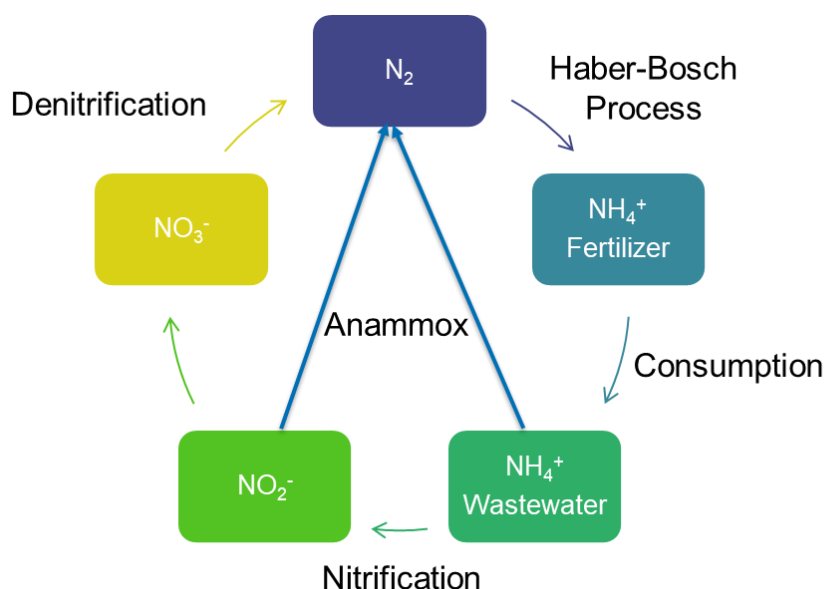 N₂
Haber-Bosch
Process
Denitrification
NH₄⁺
Fertilizer
NO₃⁻
Anammox
Consumption
NH₄⁺
Wastewater
NO₂⁻
Nitrification